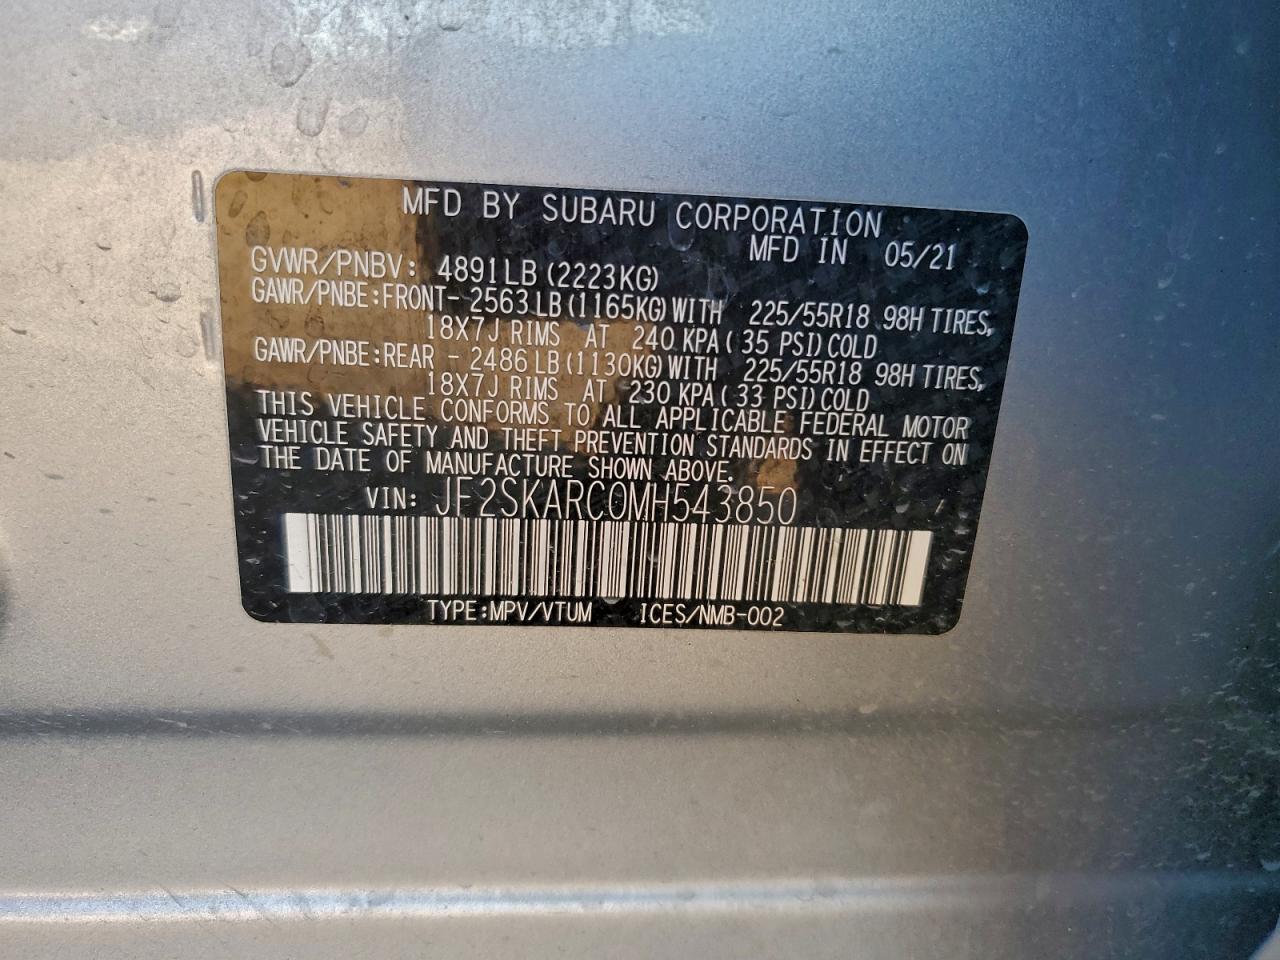 MFD BY SUBARU CORPORATION
MFD IN 05/21
GVWR/PNBV: 4891LB (2223KG)
GAWR/PNBE:FRONT- 2563LB (1165KG) WITH 225/55R18 98H TIRES,
18X7J RIMS AT 240 KPA ( 35 PSI) COLD
GAWR/PNBE:REAR - 2486LB (1130KG) WITH 225/55R18 98H TIRES,
18X7J RIMS AT 230 KPA ( 33 PSI) COLD
THIS VEHICLE CONFORMS TO ALL APPLICABLE FEDERAL MOTOR
VEHICLE SAFETY AND THEFT PREVENTION STANDARDS IN EFFECT ON
THE DATE OF MANUFACTURE SHOWN ABOVE.
VIN: JF2SKARC0MH543850
TYPE:MPV/VTUM ICES/NMB-002